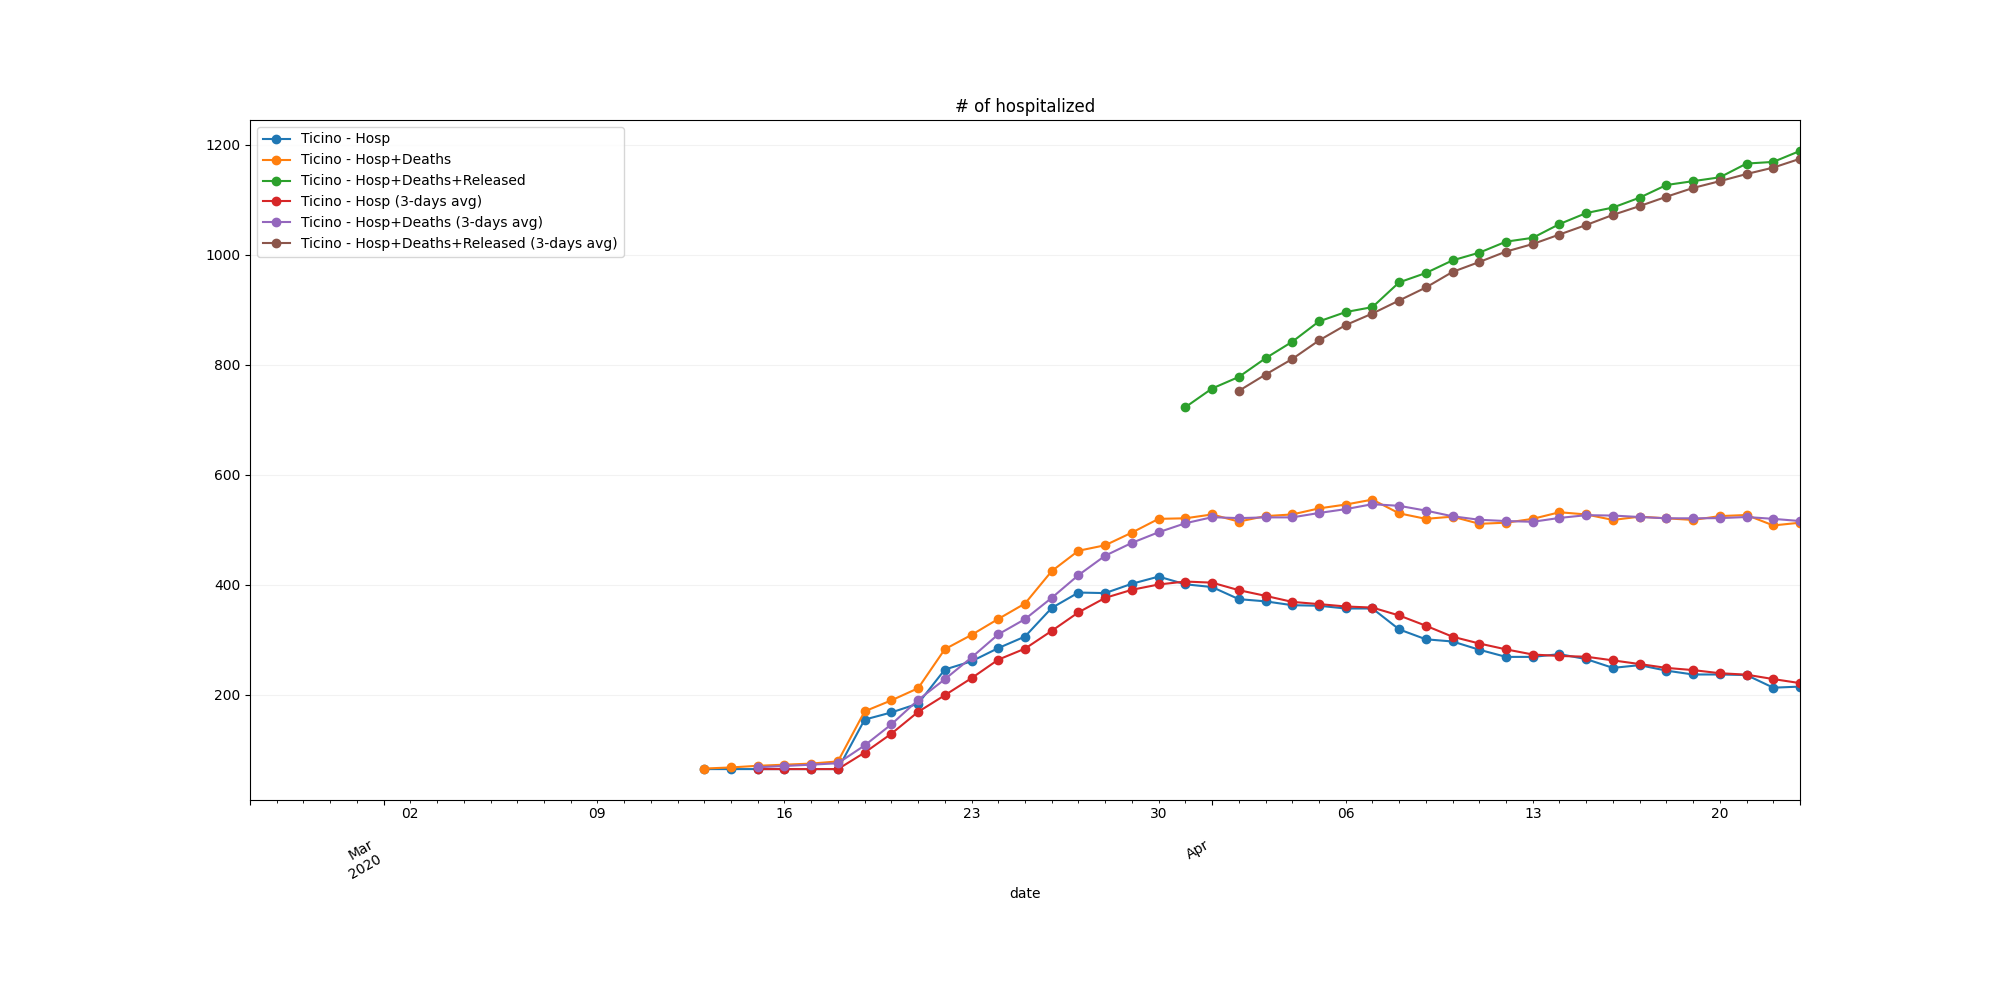 # of hospitalized
Ticino - Hosp
Ticino - Hosp+Deaths
Ticino - Hosp+Deaths+Released
Ticino - Hosp (3-days avg)
Ticino - Hosp+Deaths (3-days avg)
Ticino - Hosp+Deaths+Released (3-days avg)
1200
1000
800
600
400
200
02 09 16 23 30 06 13 20
Mar
2020
Apr
date